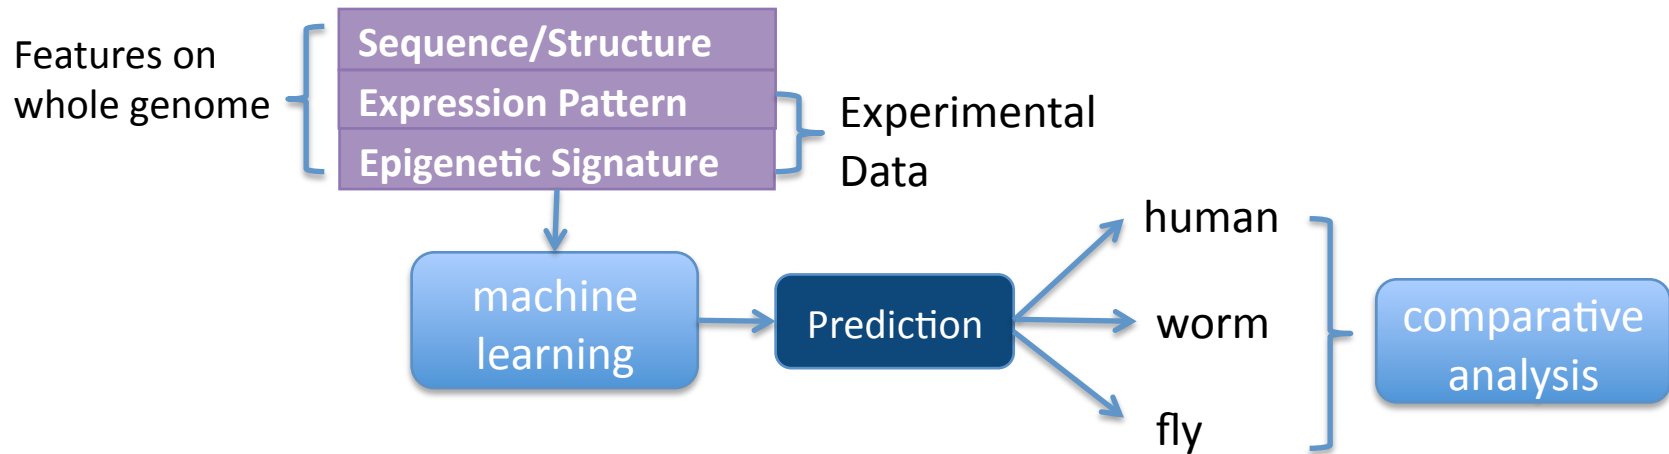 Features on
whole genome
Sequence/Structure
Expression Pattern
Epigenetic Signature
Experimental
Data
machine
learning
Prediction
human
worm
fly
comparative
analysis